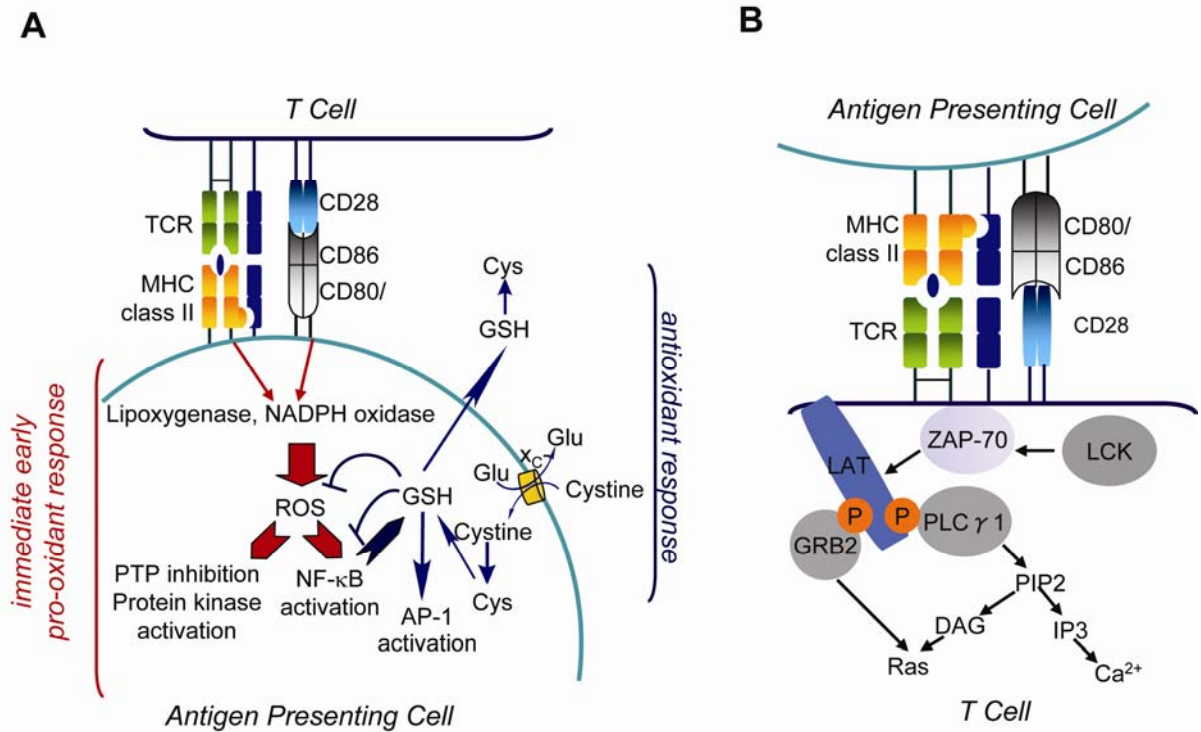 A
T Cell
TCR
CD28
MHC
class II
CD86
CD80/
Cys
GSH
immediate early
pro-oxidant response
Lipoxygenase, NADPH oxidase
ROS
GSH
Glu
x_C-
Glu
Cystine
Cystine
Cys
PTP inhibition
Protein kinase
activation
NF-κB
activation
AP-1
activation
antioxidant response
Antigen Presenting Cell
B
Antigen Presenting Cell
MHC
class II
CD80/
CD86
TCR
CD28
LAT
ZAP-70
LCK
P
P
GRB2
PLC γ 1
PIP2
DAG
IP3
Ras
Ca²⁺
T Cell